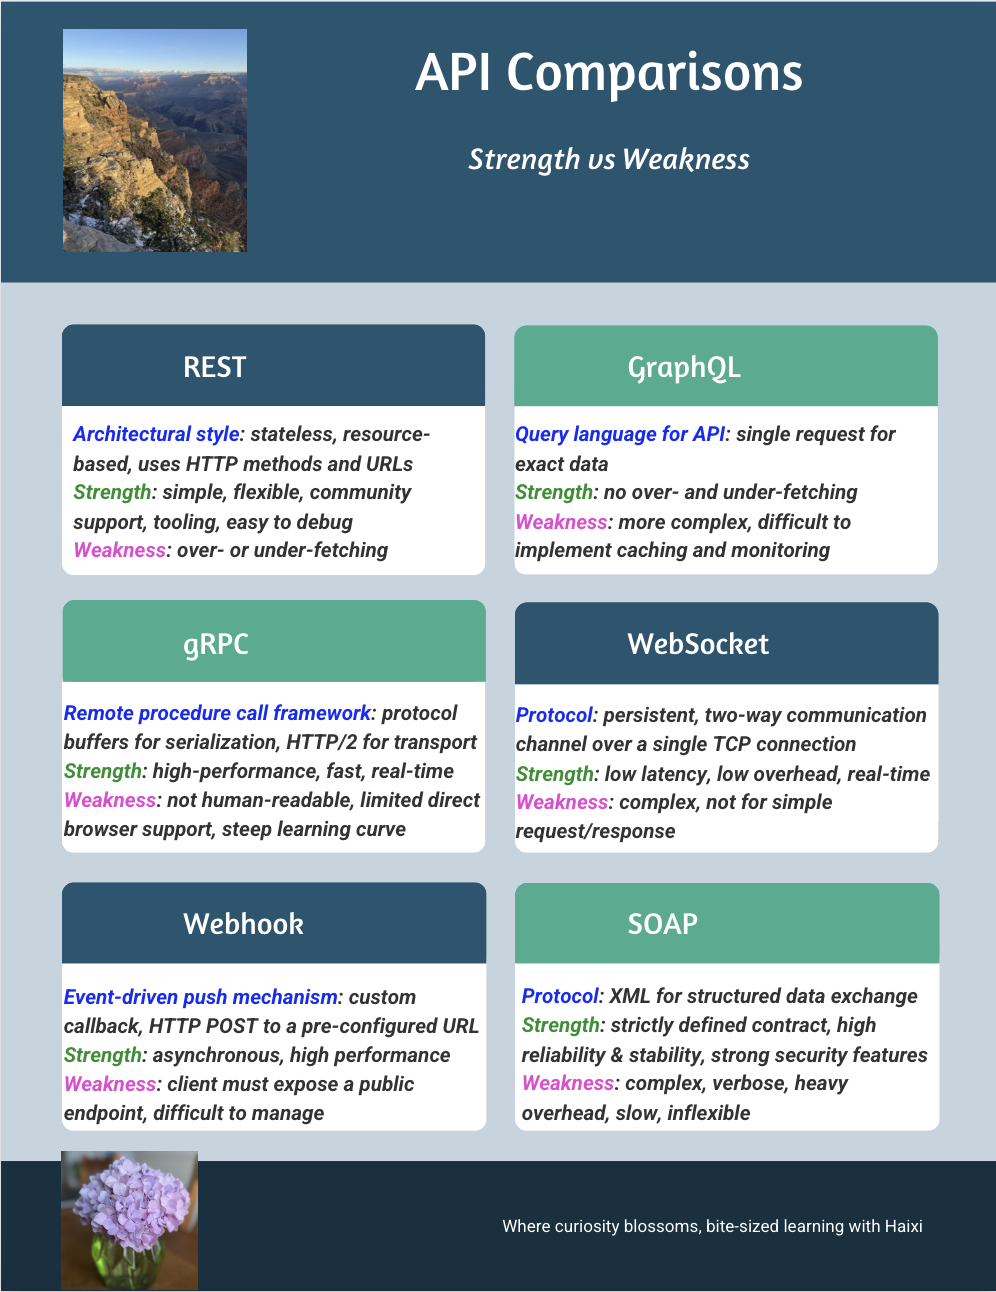 API Comparisons
Strength vs Weakness
REST
Architectural style: stateless, resource-
based, uses HTTP methods and URLs
Strength: simple, flexible, community
support, tooling, easy to debug
Weakness: over- or under-fetching
GraphQL
Query language for API: single request for
exact data
Strength: no over- and under-fetching
Weakness: more complex, difficult to
implement caching and monitoring
gRPC
Remote procedure call framework: protocol
buffers for serialization, HTTP/2 for transport
Strength: high-performance, fast, real-time
Weakness: not human-readable, limited direct
browser support, steep learning curve
WebSocket
Protocol: persistent, two-way communication
channel over a single TCP connection
Strength: low latency, low overhead, real-time
Weakness: complex, not for simple
request/response
Webhook
Event-driven push mechanism: custom
callback, HTTP POST to a pre-configured URL
Strength: asynchronous, high performance
Weakness: client must expose a public
endpoint, difficult to manage
SOAP
Protocol: XML for structured data exchange
Strength: strictly defined contract, high
reliability & stability, strong security features
Weakness: complex, verbose, heavy
overhead, slow, inflexible
Where curiosity blossoms, bite-sized learning with Haixi